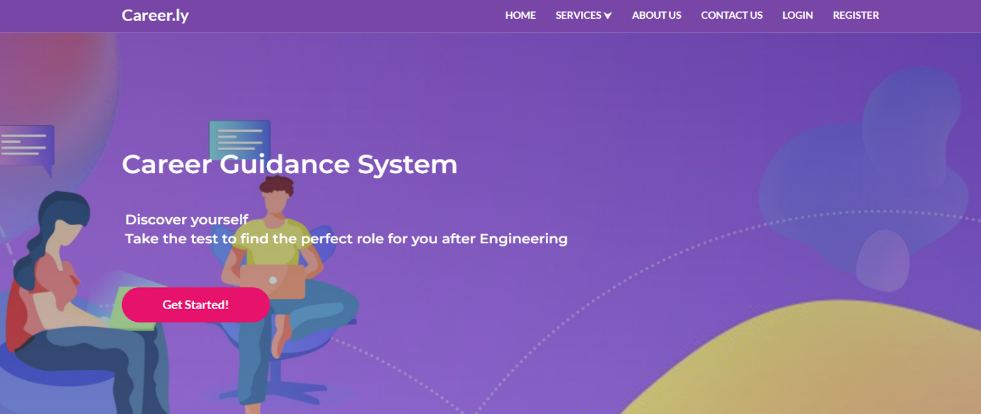 Career.ly
HOME SERVICES ABOUT US CONTACT US LOGIN REGISTER
Career Guidance System
Discover yourself
Take the test to find the perfect role for you after Engineering
Get Started!